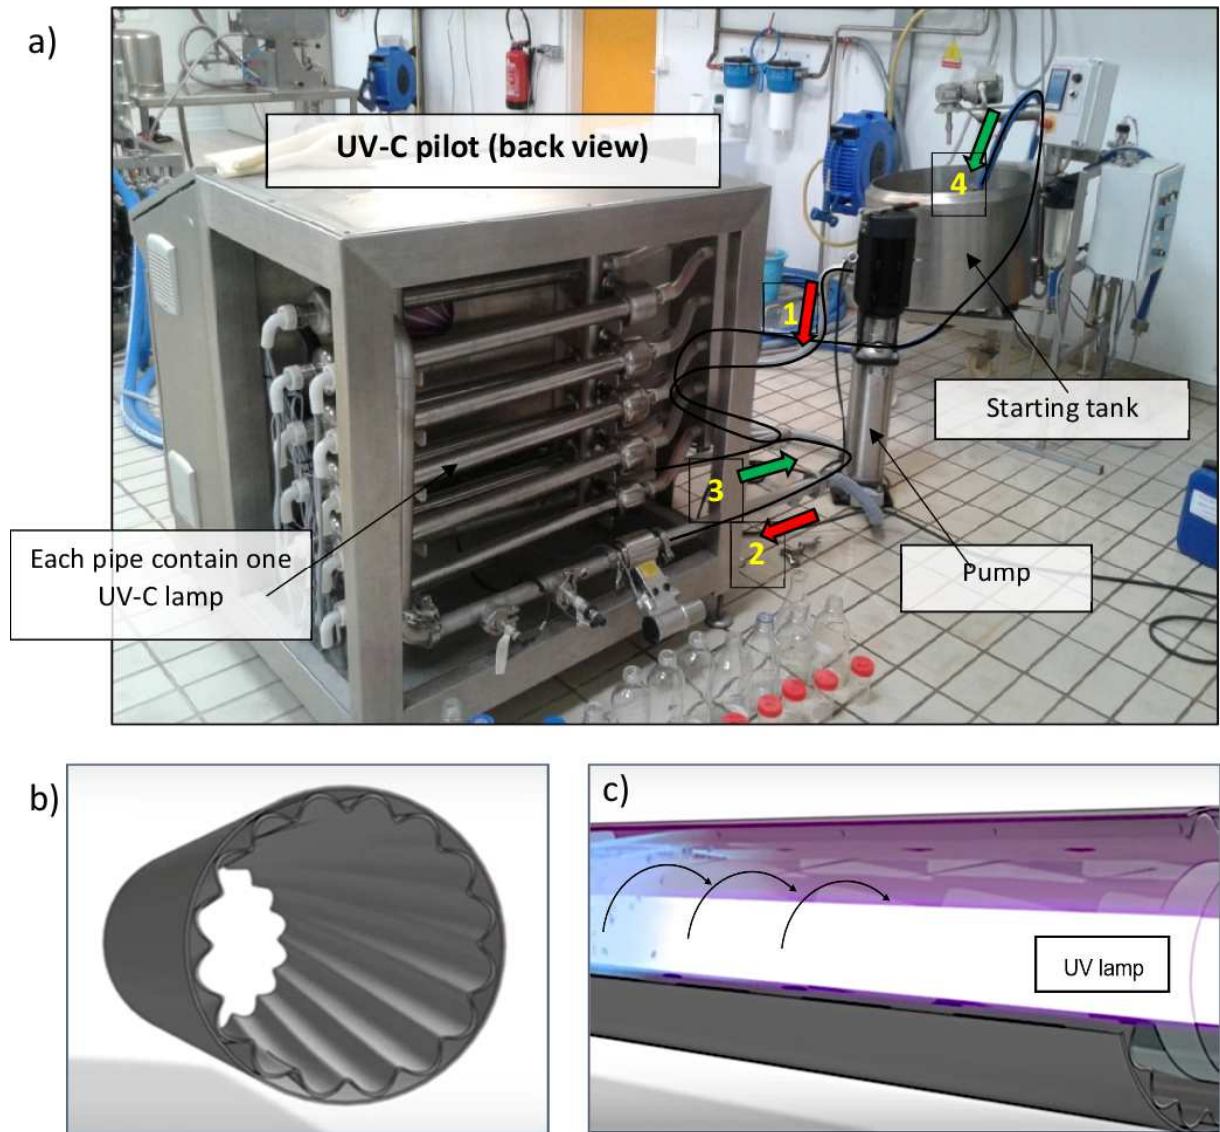 a)
UV-C pilot (back view)
4
1
Starting tank
3
2
Each pipe contain one
UV-C lamp
Pump
b)
c)
UV lamp